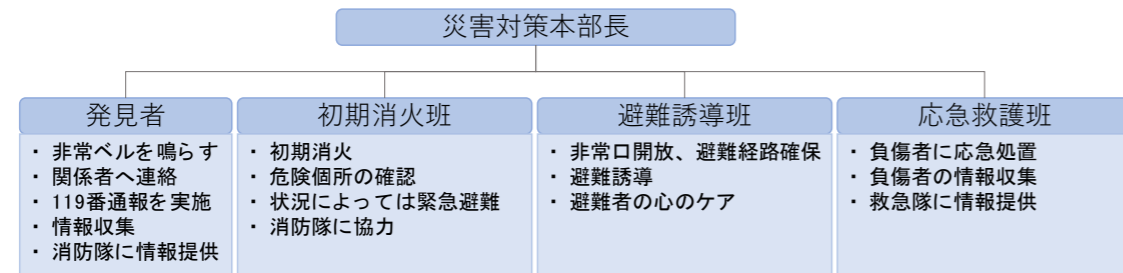 災害対策本部長
発見者
・ 非常ベルを鳴らす
・ 関係者へ連絡
・ 119番通報を実施
・ 情報収集
・ 消防隊に情報提供
初期消火班
・ 初期消火
・ 危険個所の確認
・ 状況によっては緊急避難
・ 消防隊に協力
避難誘導班
・ 非常口開放、避難経路確保
・ 避難誘導
・ 避難者の心のケア
応急救護班
・ 負傷者に応急処置
・ 負傷者の情報収集
・ 救急隊に情報提供